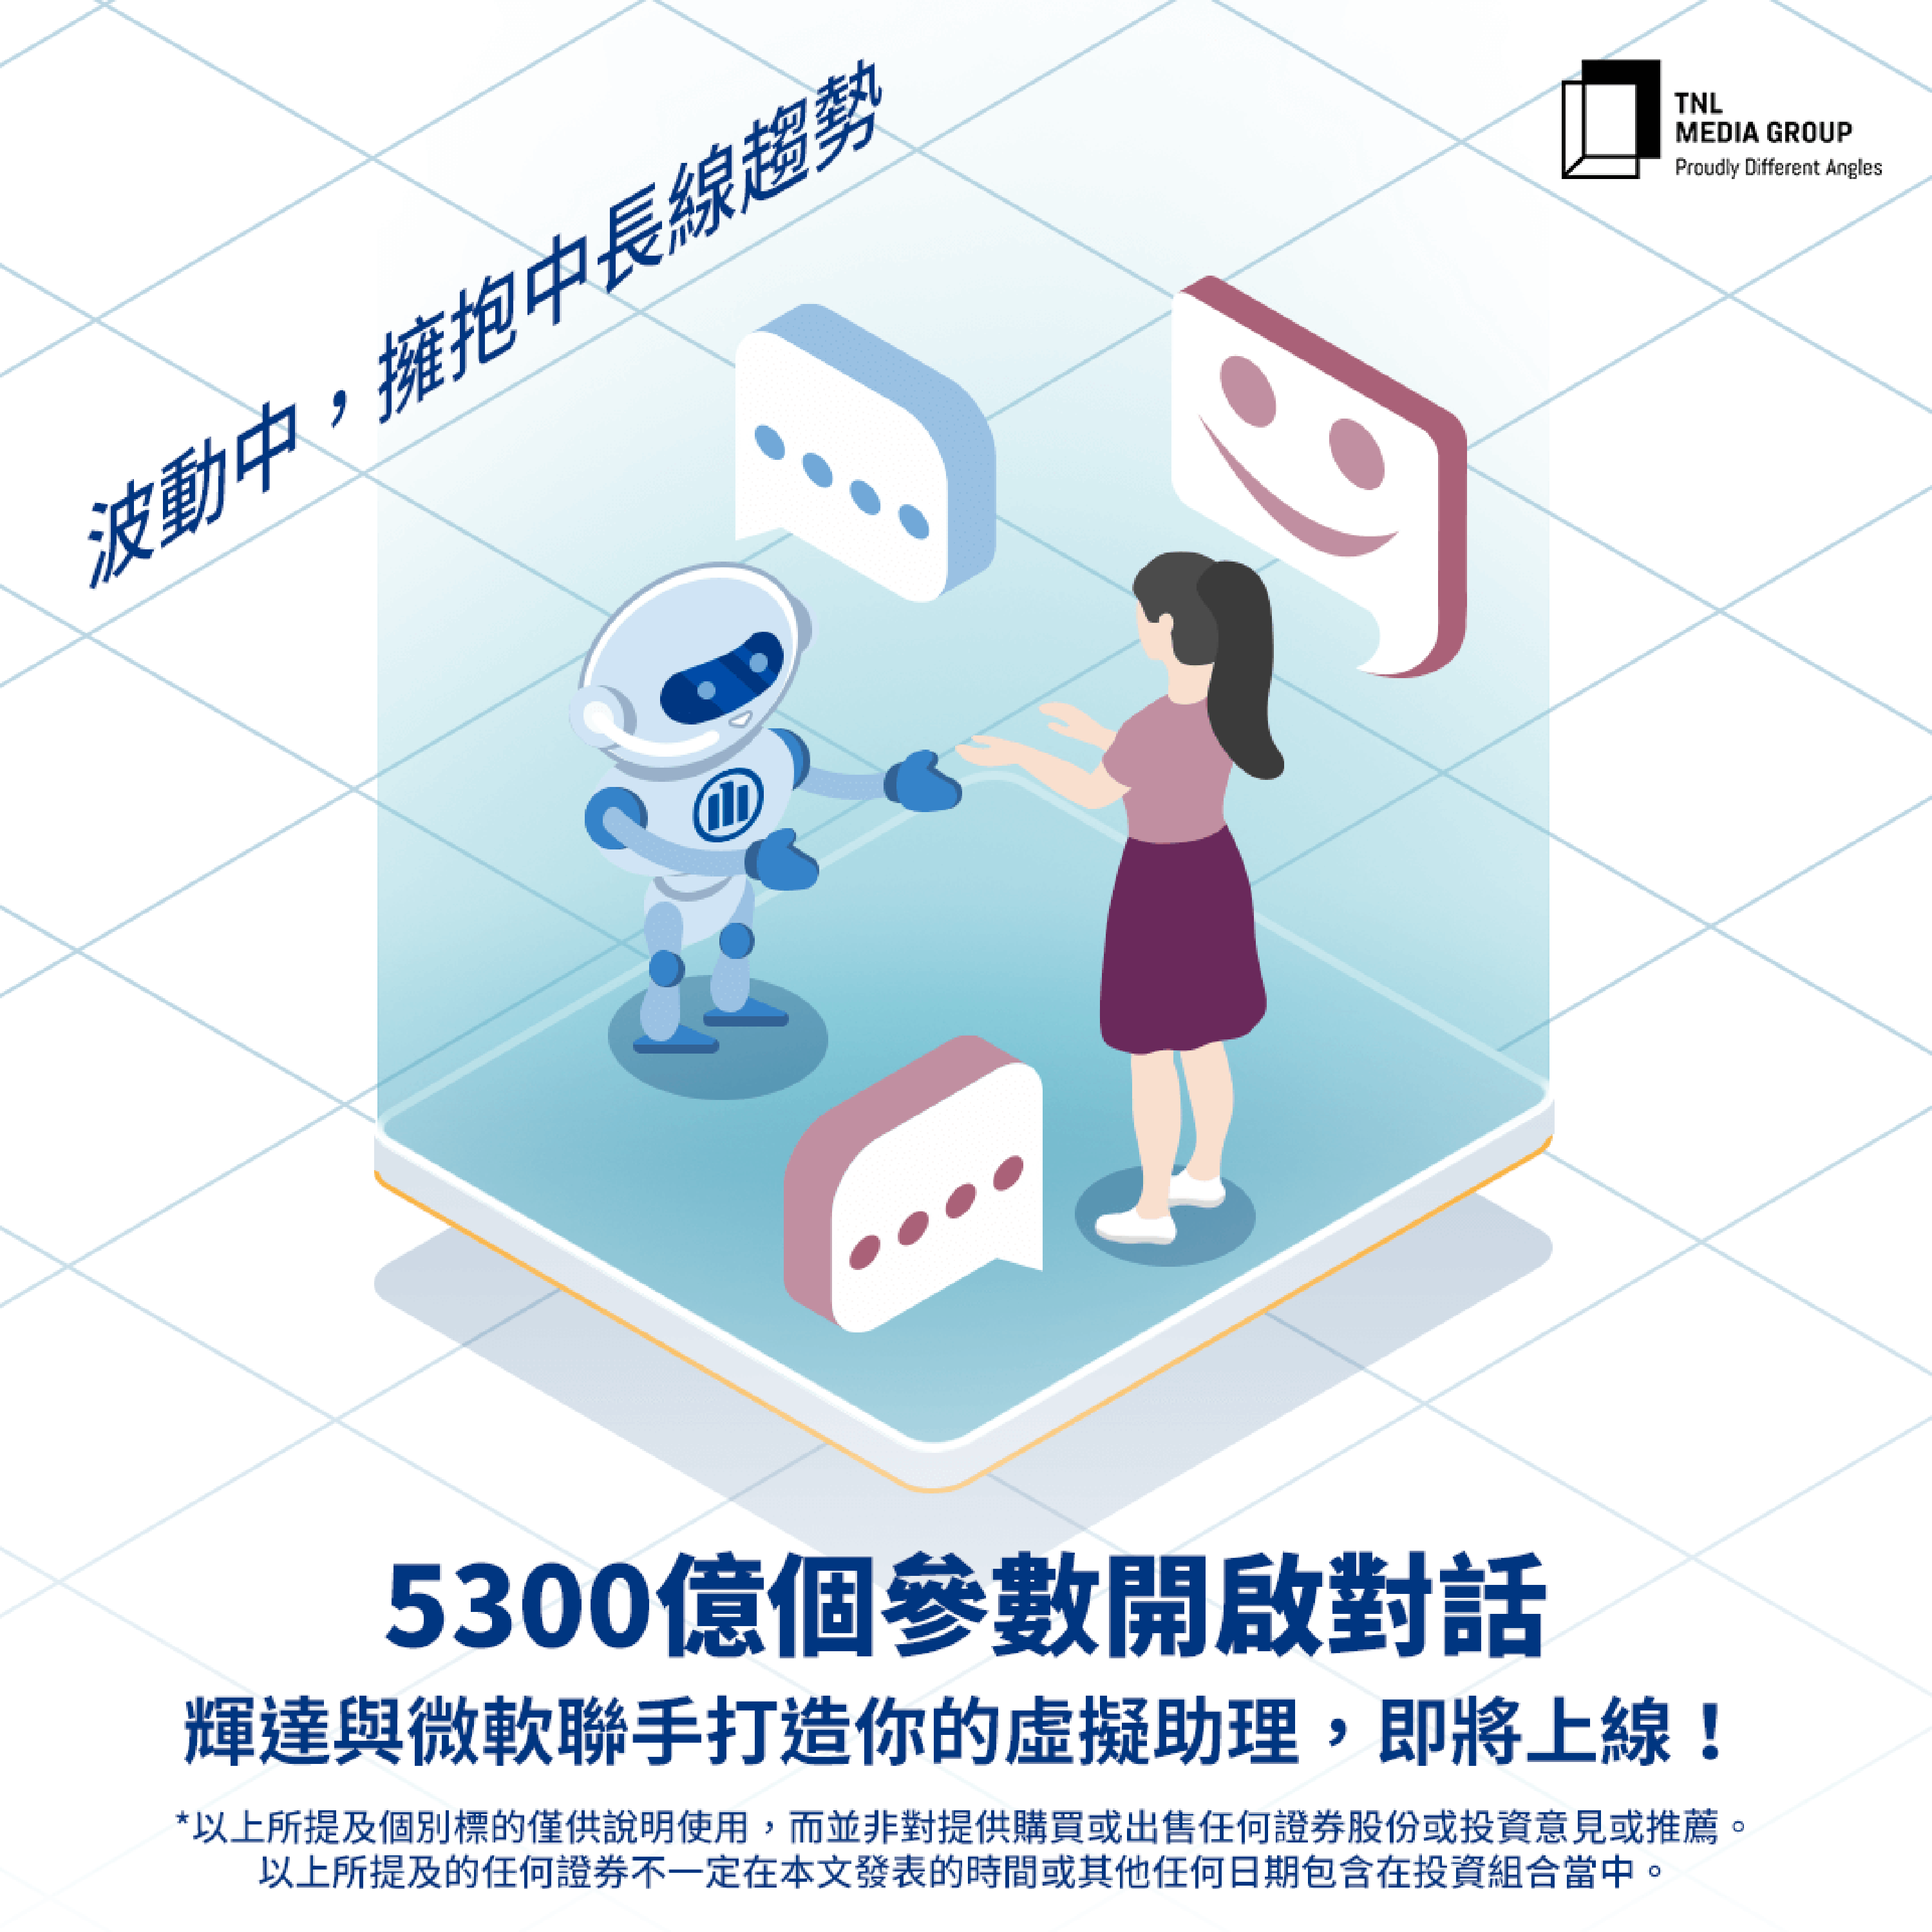 TNL
MEDIA GROUP
Proudly Different Angles
波動中，擁抱中長線趨勢
5300億個參數開啟對話
輝達與微軟聯手打造你的虛擬助理，即將上線！
*以上所提及個別標的僅供說明使用，而並非對提供購買或出售任何證券股份或投資意見或推薦。
以上所提及的任何證券不一定在本文發表的時間或其他任何日期包含在投資組合當中。